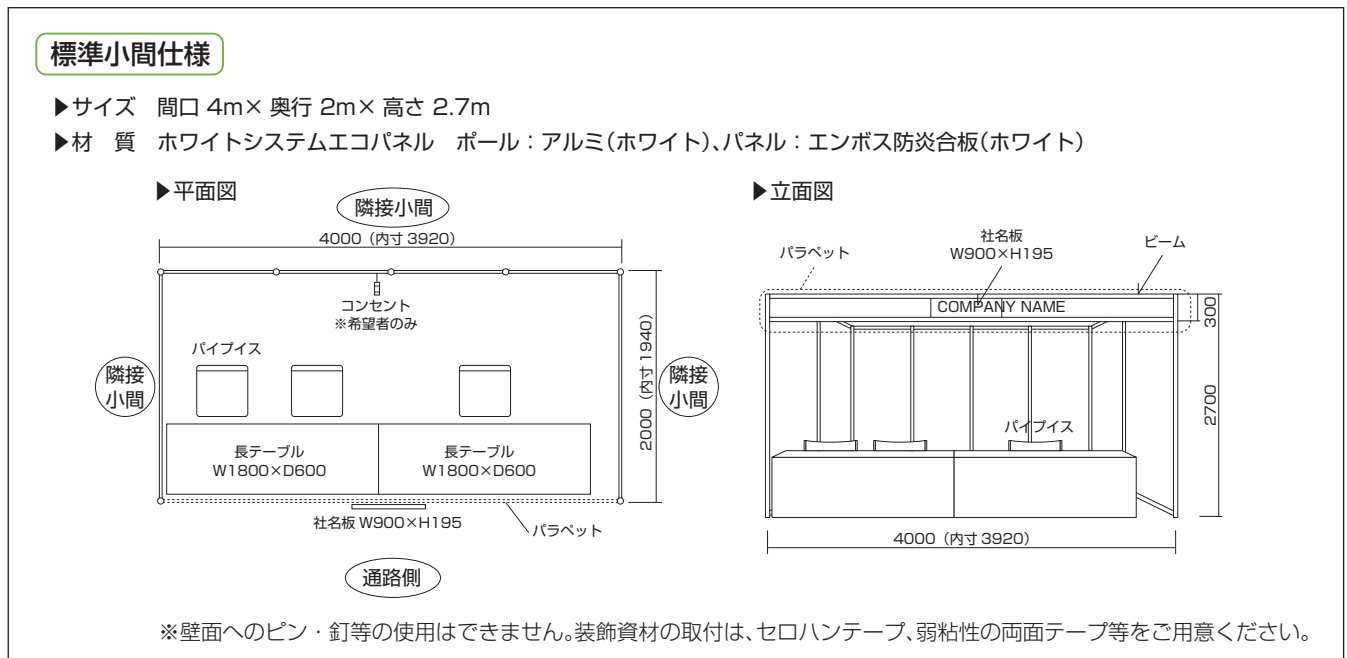 標準小間仕様
▶サイズ　間口 4m× 奥行 2m× 高さ 2.7m
▶材　質　ホワイトシステムエコパネル　ポール：アルミ(ホワイト)、パネル：エンボス防炎合板(ホワイト)
▶平面図
隣接小間
4000（内寸 3920）
コンセント
※希望者のみ
パイプイス
隣接
小間
2000（内寸 1940）
隣接
小間
長テーブル
W1800×D600
長テーブル
W1800×D600
社名板 W900×H195
パラペット
通路側
▶立面図
パラペット
社名板
W900×H195
ビーム
COMPANY NAME
300
2700
パイプイス
4000（内寸 3920）
※壁面へのピン・釘等の使用はできません。装飾資材の取付は、セロハンテープ、弱粘性の両面テープ等をご用意ください。